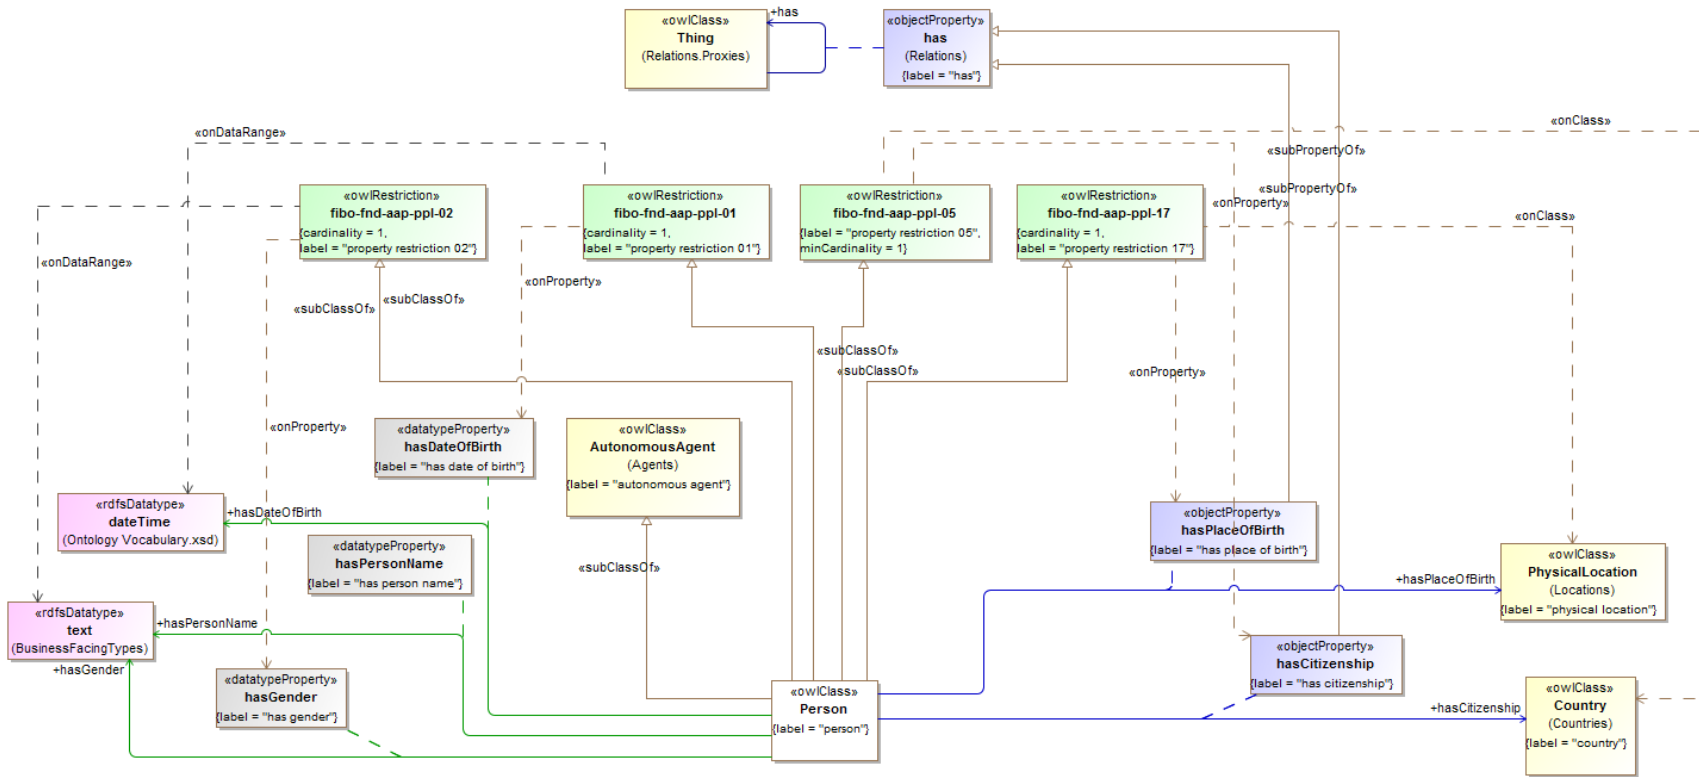 «owlClass»
Thing
(Relations.Proxies)
+has
«objectProperty»
has
(Relations)
{label = "has"}
«onDataRange»
«onClass»
«subPropertyOf»
«subPropertyOf»
«owlRestriction»
fibo-fnd-aap-ppl-02
{cardinality = 1,
label = "property restriction 02"}
«owlRestriction»
fibo-fnd-aap-ppl-01
{cardinality = 1,
label = "property restriction 01"}
«owlRestriction»
fibo-fnd-aap-ppl-05
{label = "property restriction 05",
minCardinality = 1}
«owlRestriction»
fibo-fnd-aap-ppl-17
{cardinality = 1,
label = "property restriction 17"}
«onProperty»
«onClass»
«onDataRange»
«onProperty»
«subClassOf»
«subClassOf»
«subClassOf»
«subClassOf»
«onProperty»
«onProperty»
«datatypeProperty»
hasDateOfBirth
{label = "has date of birth"}
«owlClass»
AutonomousAgent
(Agents)
{label = "autonomous agent"}
«rdfsDatatype»
dateTime
(Ontology Vocabulary.xsd)
+hasDateOfBirth
«objectProperty»
hasPlaceOfBirth
{label = "has place of birth"}
«datatypeProperty»
hasPersonName
{label = "has person name"}
«subClassOf»
+hasPlaceOfBirth
«owlClass»
PhysicalLocation
(Locations)
{label = "physical location"}
«rdfsDatatype»
text
(BusinessFacingTypes)
+hasPersonName
+hasGender
«datatypeProperty»
hasGender
{label = "has gender"}
«objectProperty»
hasCitizenship
{label = "has citizenship"}
«owlClass»
Person
{label = "person"}
+hasCitizenship
«owlClass»
Country
(Countries)
{label = "country"}